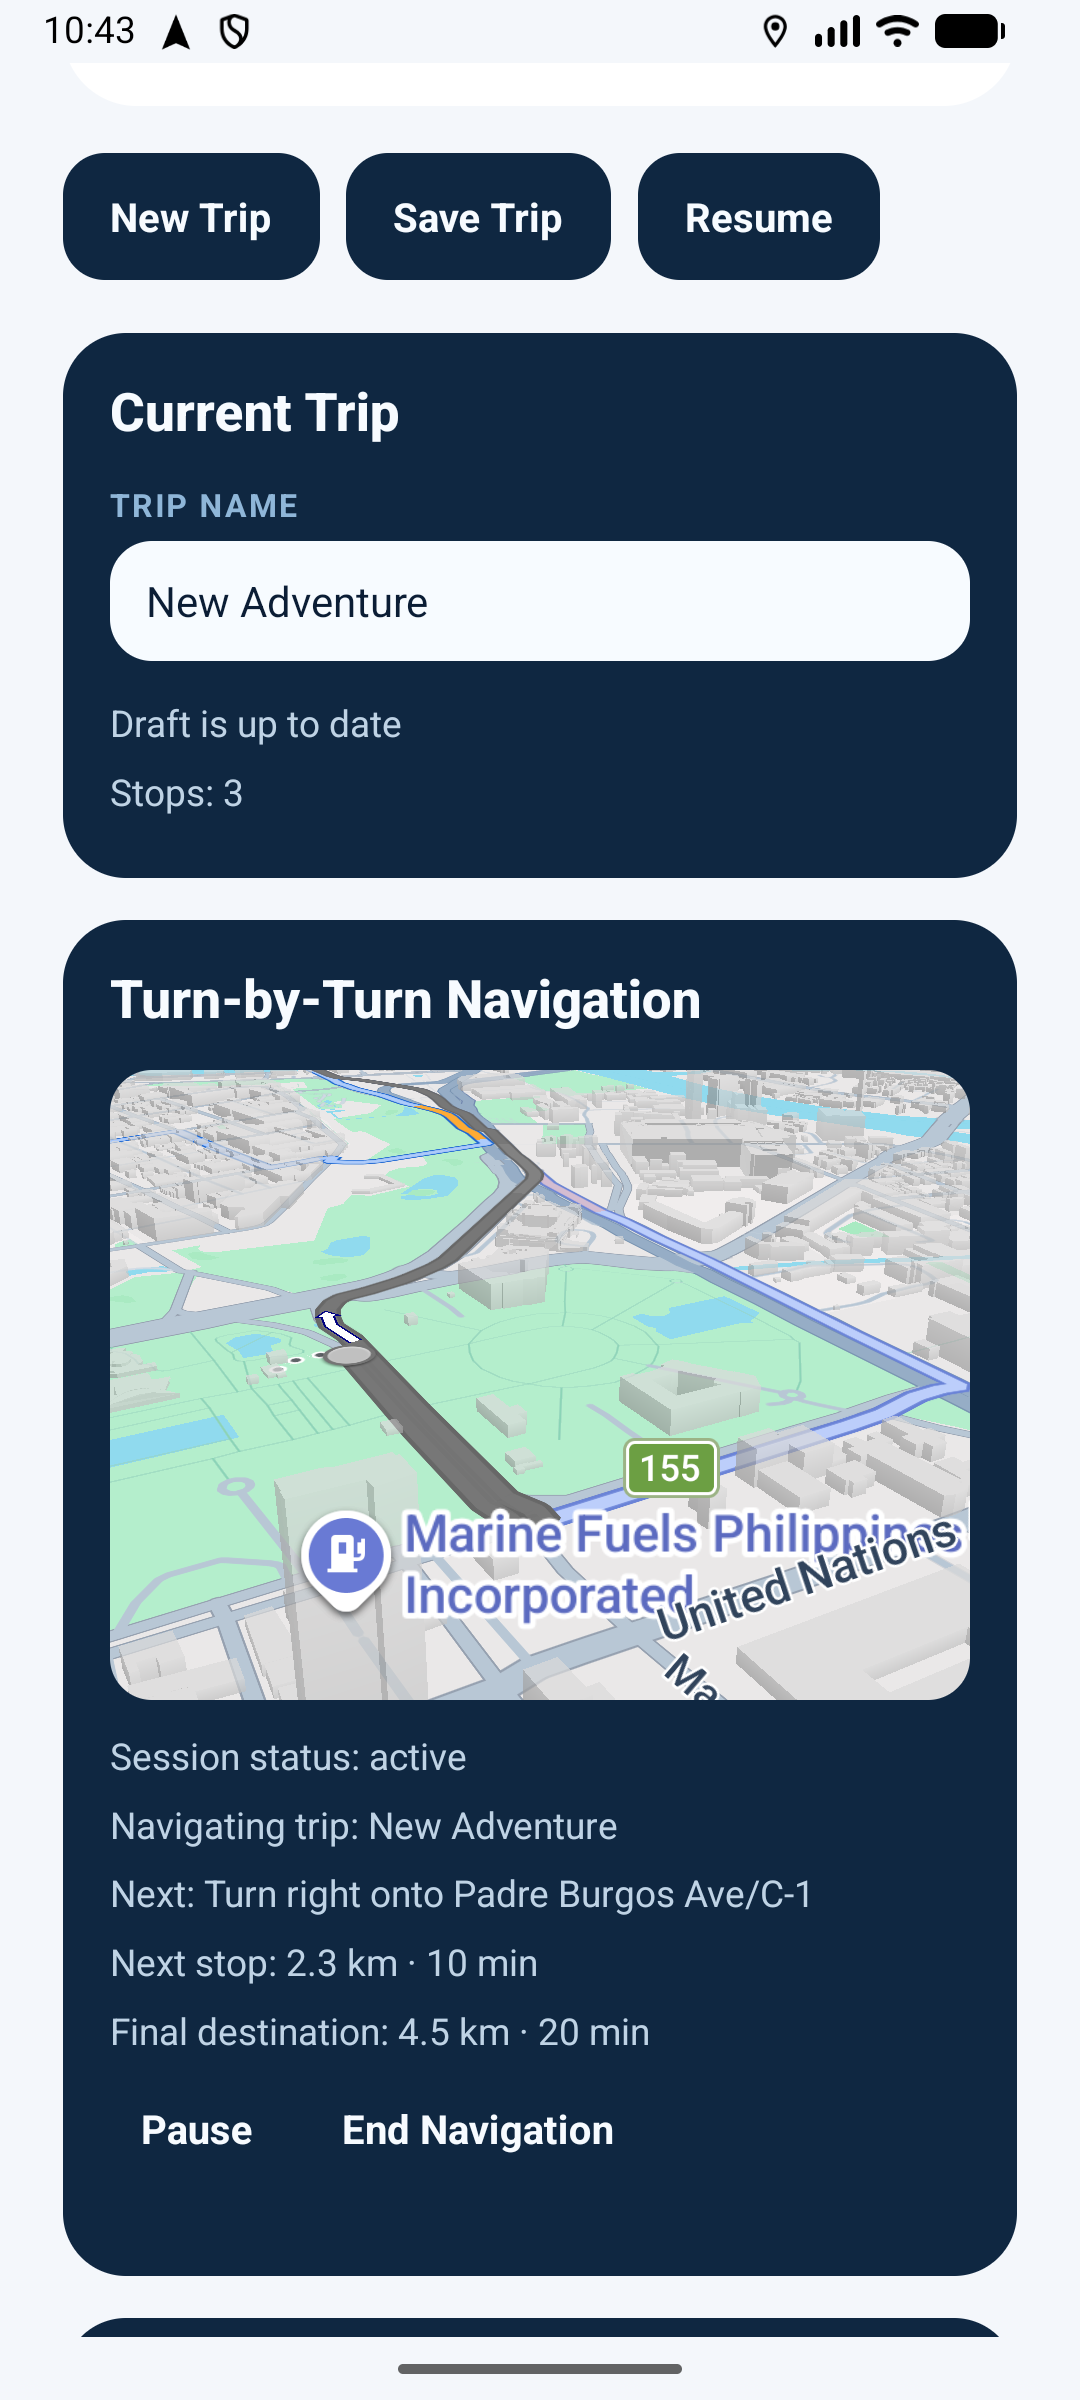 10:43
New Trip
Save Trip
Resume
Current Trip
TRIP NAME
New Adventure
Draft is up to date
Stops: 3
Turn-by-Turn Navigation
155
Marine Fuels Philippines
Incorporated
United Nations
Ma
Session status: active
Navigating trip: New Adventure
Next: Turn right onto Padre Burgos Ave/C-1
Next stop: 2.3 km · 10 min
Final destination: 4.5 km · 20 min
Pause
End Navigation